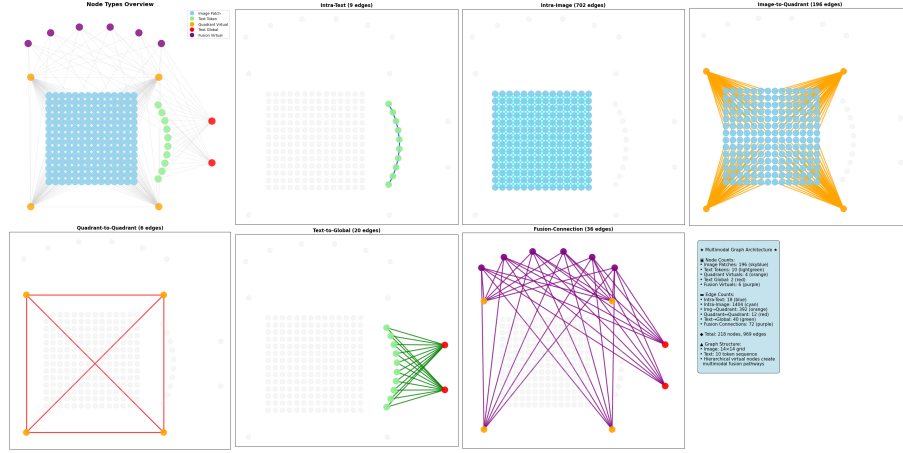 Node Types Overview
Image Patch
Text Token
Quadrant Virtual
Text Global
Fusion Virtual
Intra-Text (9 edges)
Intra-Image (702 edges)
Image-to-Quadrant (196 edges)
Quadrant-to-Quadrant (6 edges)
Text-to-Global (20 edges)
Fusion-Connection (36 edges)
★ Multimodal Graph Architecture ★
▣ Node Counts:
• Image Patches: 196 (skyblue)
• Text Tokens: 10 (lightgreen)
• Quadrant Virtuals: 4 (orange)
• Text Global: 2 (red)
• Fusion Virtuals: 6 (purple)
➡ Edge Counts:
• Intra-Text: 18 (blue)
• Intra-Image: 1404 (cyan)
• Img→Quadrant: 392 (orange)
• Quadrant→Quadrant: 12 (red)
• Text→Global: 40 (green)
• Fusion Connections: 72 (purple)
◆ Total: 218 nodes, 969 edges
▲ Graph Structure:
• Image: 14×14 grid
• Text: 10 token sequence
• Hierarchical virtual nodes create
multimodal fusion pathways